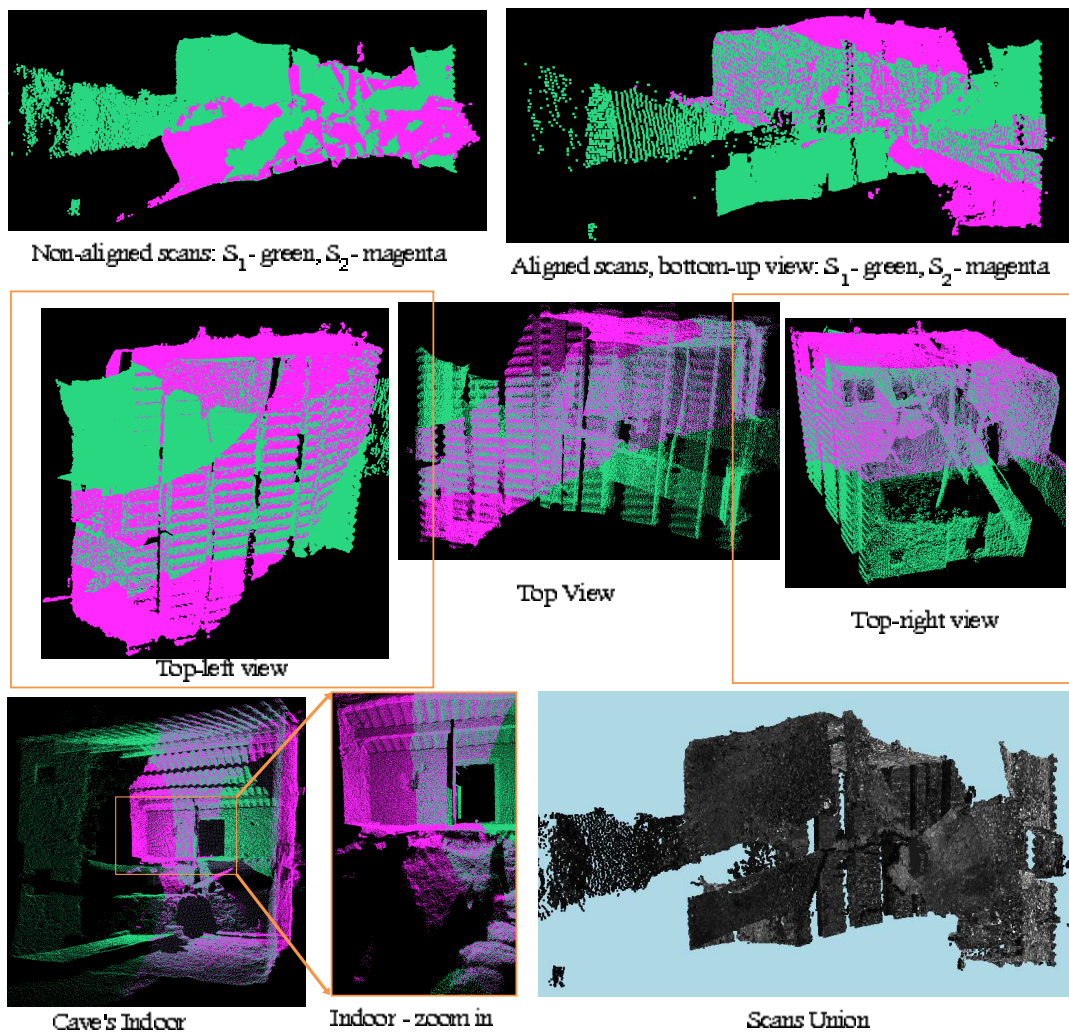 Non-aligned scans: S₁- green, S₂- magenta
Aligned scans, bottom-up view: S₁- green, S₂- magenta
Top-left view
Top View
Top-right view
Cave's Indoor
Indoor - zoom in
Scans Union